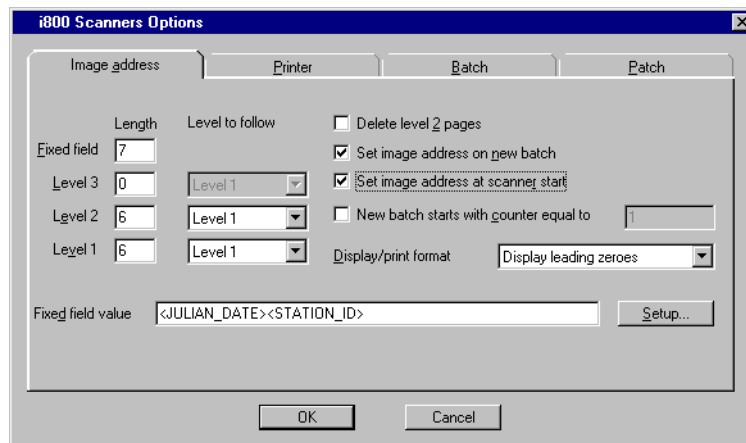 i800 Scanners Options
Image address Printer Batch Patch
Length Level to follow Delete level 2 pages
Fixed field 7 Set image address on new batch
Level 3 0 Level 1 Set image address at scanner start
Level 2 6 Level 1 New batch starts with counter equal to 1
Level 1 6 Level 1 Display/print format Display leading zeroes
Fixed field value <JULIAN_DATE><STATION_ID> Setup...
OK Cancel